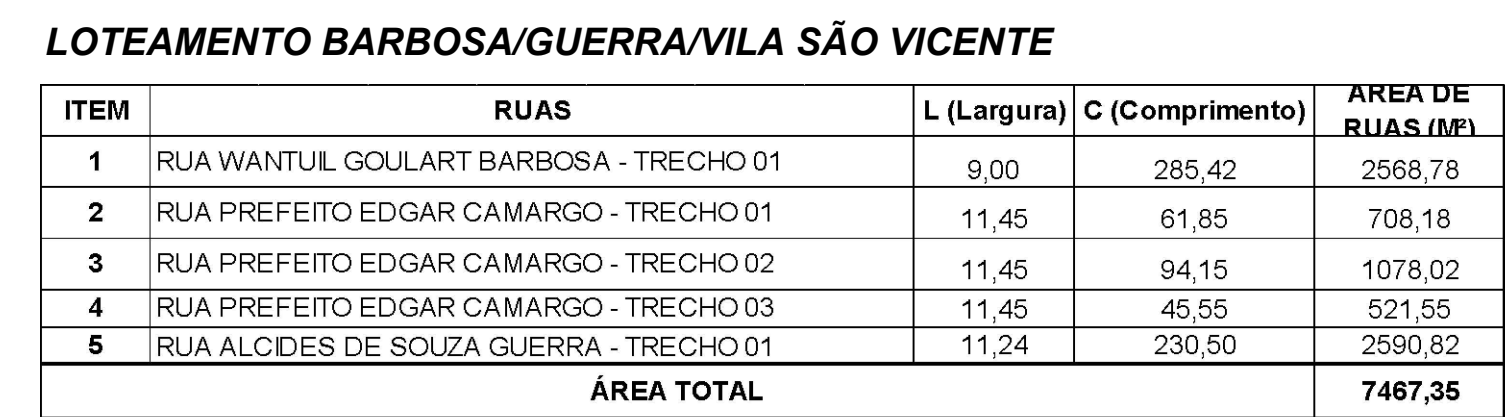 LOTEAMENTO BARBOSA/GUERRA/VILA SÃO VICENTE
ITEM RUAS L (Largura) C (Comprimento) ÁREA DE RUAS (M²)
1 RUA WANTUIL GOULART BARBOSA - TRECHO 01 9,00 285,42 2568,78
2 RUA PREFEITO EDGAR CAMARGO - TRECHO 01 11,45 61,85 708,18
3 RUA PREFEITO EDGAR CAMARGO - TRECHO 02 11,45 94,15 1078,02
4 RUA PREFEITO EDGAR CAMARGO - TRECHO 03 11,45 45,55 521,55
5 RUA ALCIDES DE SOUZA GUERRA - TRECHO 01 11,24 230,50 2590,82
ÁREA TOTAL 7467,35